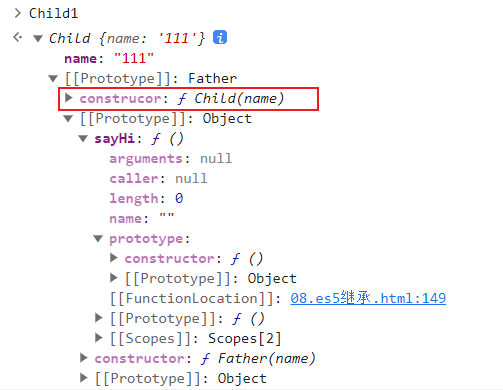 > Child1
Child {name: '111'} i
name: "111"
[[Prototype]]: Father
construcor: ƒ Child(name)
[[Prototype]]: Object
sayHi: ƒ ()
arguments: null
caller: null
length: 0
name: ""
prototype:
constructor: ƒ ()
[[Prototype]]: Object
[[FunctionLocation]]: 08.es5继承.html:149
[[Prototype]]: ƒ ()
[[Scopes]]: Scopes[2]
constructor: ƒ Father(name)
[[Prototype]]: Object